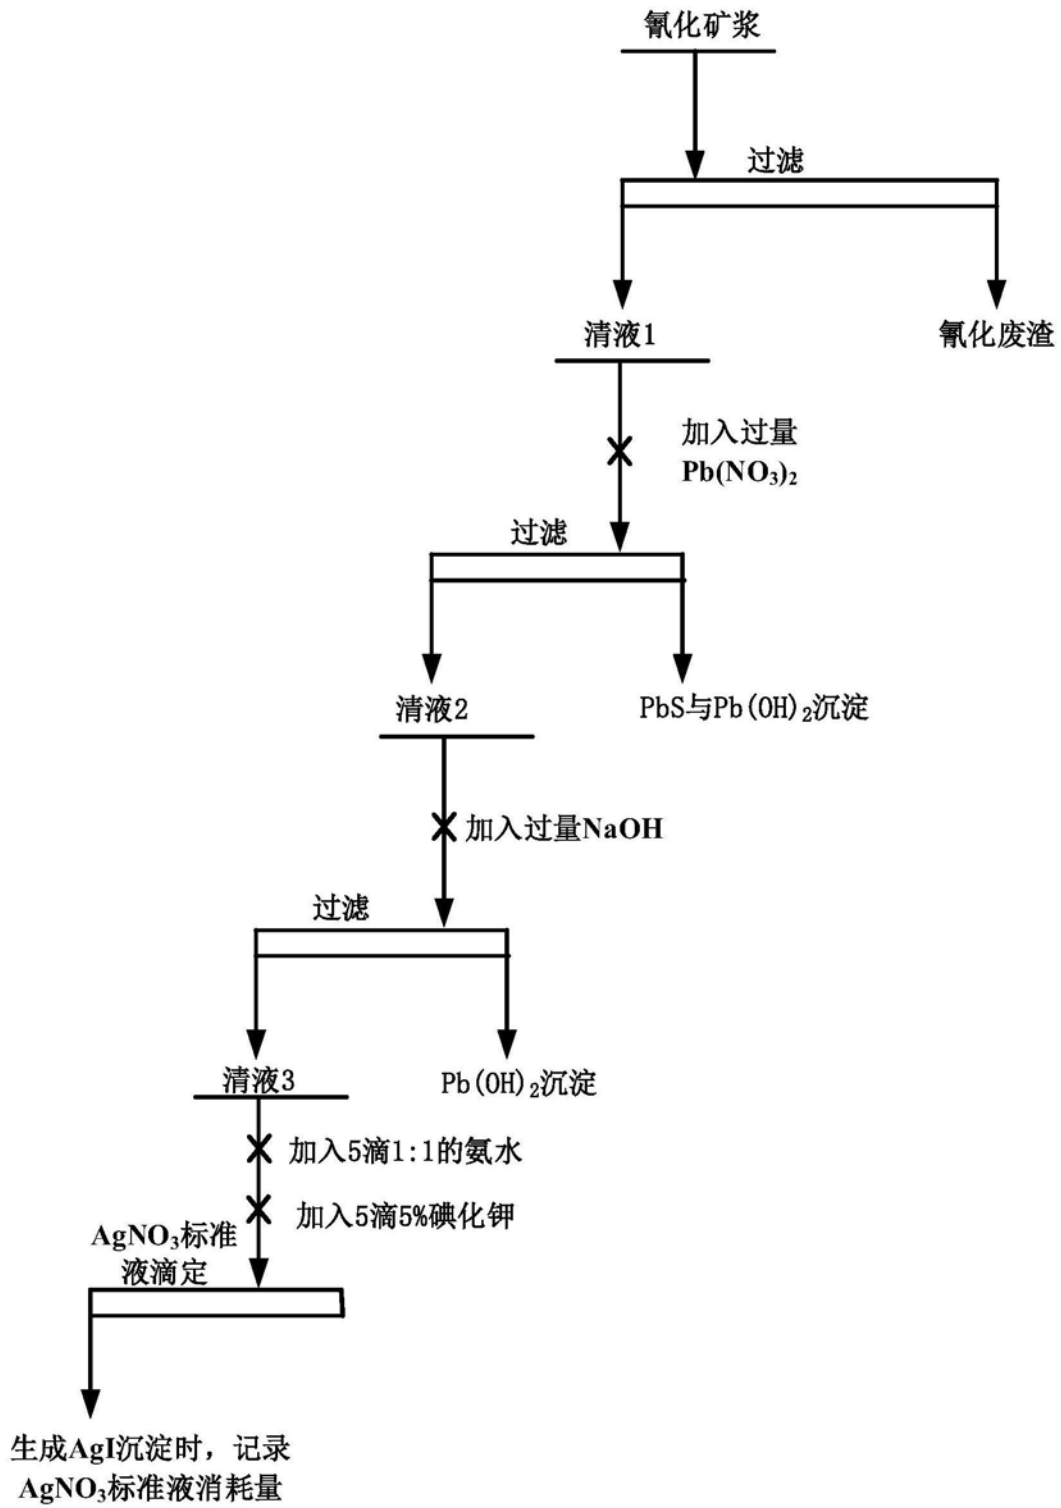 氰化矿浆
过滤
清液1
氰化废渣
加入过量
Pb(NO₃)₂
过滤
清液2
PbS与Pb(OH)₂沉淀
加入过量NaOH
过滤
清液3
Pb(OH)₂沉淀
加入5滴1:1的氨水
加入5滴5%碘化钾
AgNO₃标准
液滴定
生成AgI沉淀时，记录
AgNO₃标准液消耗量